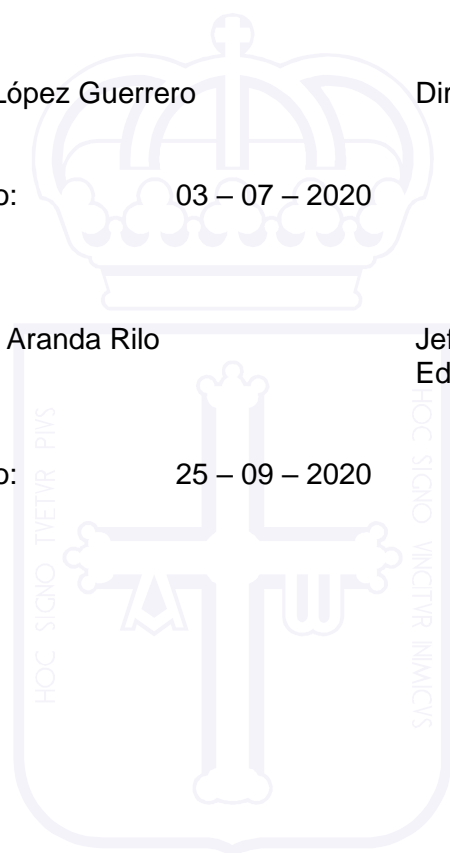 López Guerrero Dir
o: 03 – 07 – 2020
Aranda Rilo Jef
Ed
o: 25 – 09 – 2020
HOC SIGNO TVETVR PIVS
HOC SIGNO VINCITVR INIMICVS